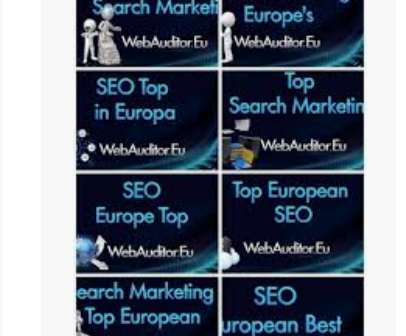 Search Marketi
WebAuditor.Eu
Europe's
WebAuditor.Eu
SEO Top
in Europa
WebAuditor.Eu
Top
Search Marketin
WebAuditor.Eu
SEO
Europe Top
WebAuditor.Eu
Top European
SEO
WebAuditor.Eu
earch Marketing
Top European
SEO
uropean Best